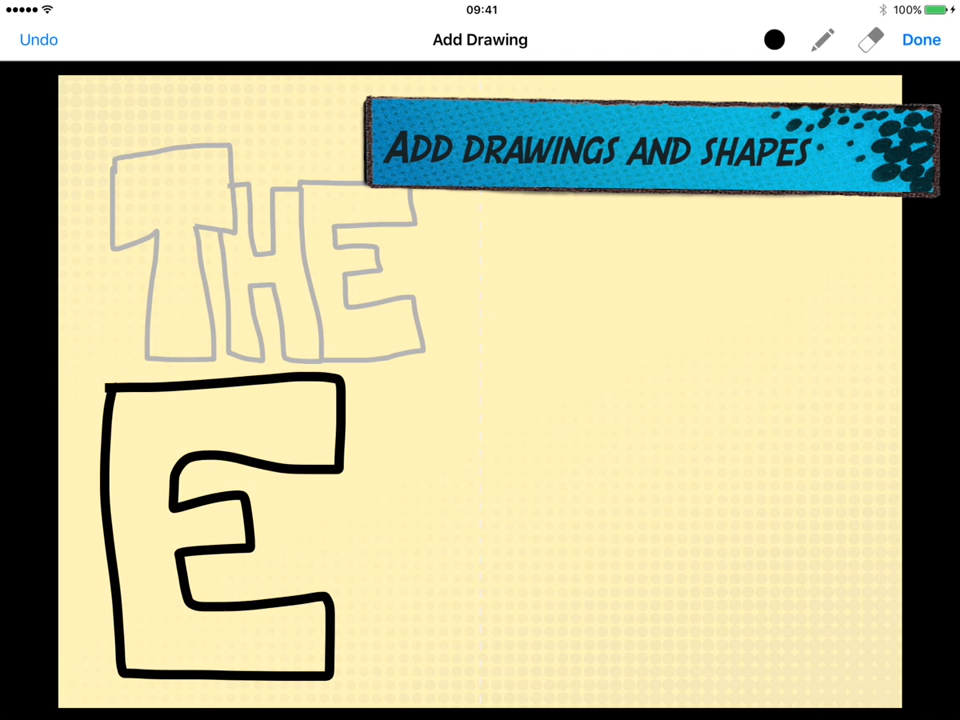 09:41
100%
Undo
Add Drawing
Done
ADD DRAWINGS AND SHAPES
THE
E